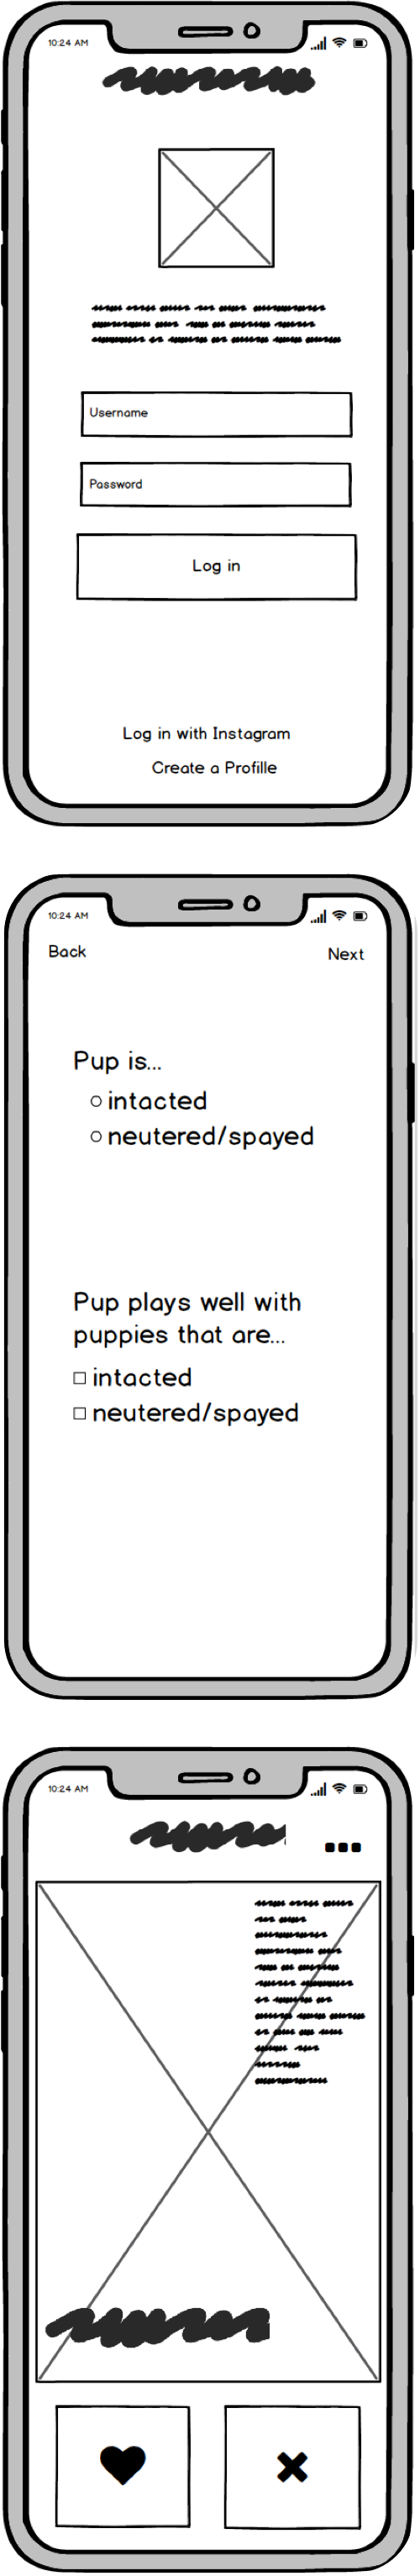 10:24 AM
Username
Password
Log in
Log in with Instagram
Create a Profille
10:24 AM
Back
Next
Pup is...
intacted
neutered/spayed
Pup plays well with
puppies that are...
intacted
neutered/spayed
10:24 AM